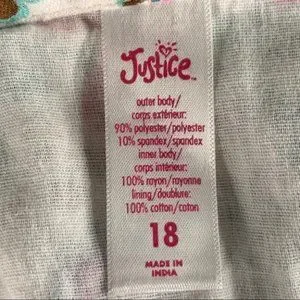 Justice
outer body/
corps extérieur:
90% polyester/polyester
10% spandex/spandex
inner body/
corps intérieur:
100% rayon/rayonne
lining/doublure:
100% cotton/coton
18
MADE IN
INDIA